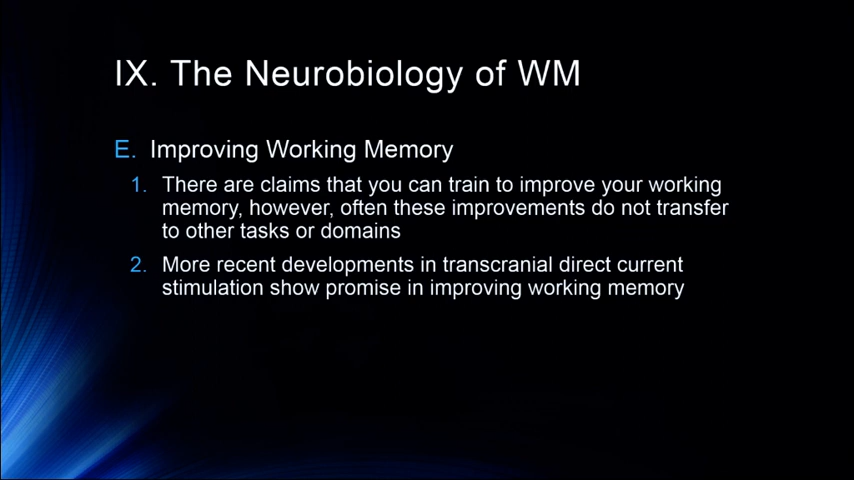 IX. The Neurobiology of WM
E. Improving Working Memory
1. There are claims that you can train to improve your working
memory, however, often these improvements do not transfer
to other tasks or domains
2. More recent developments in transcranial direct current
stimulation show promise in improving working memory